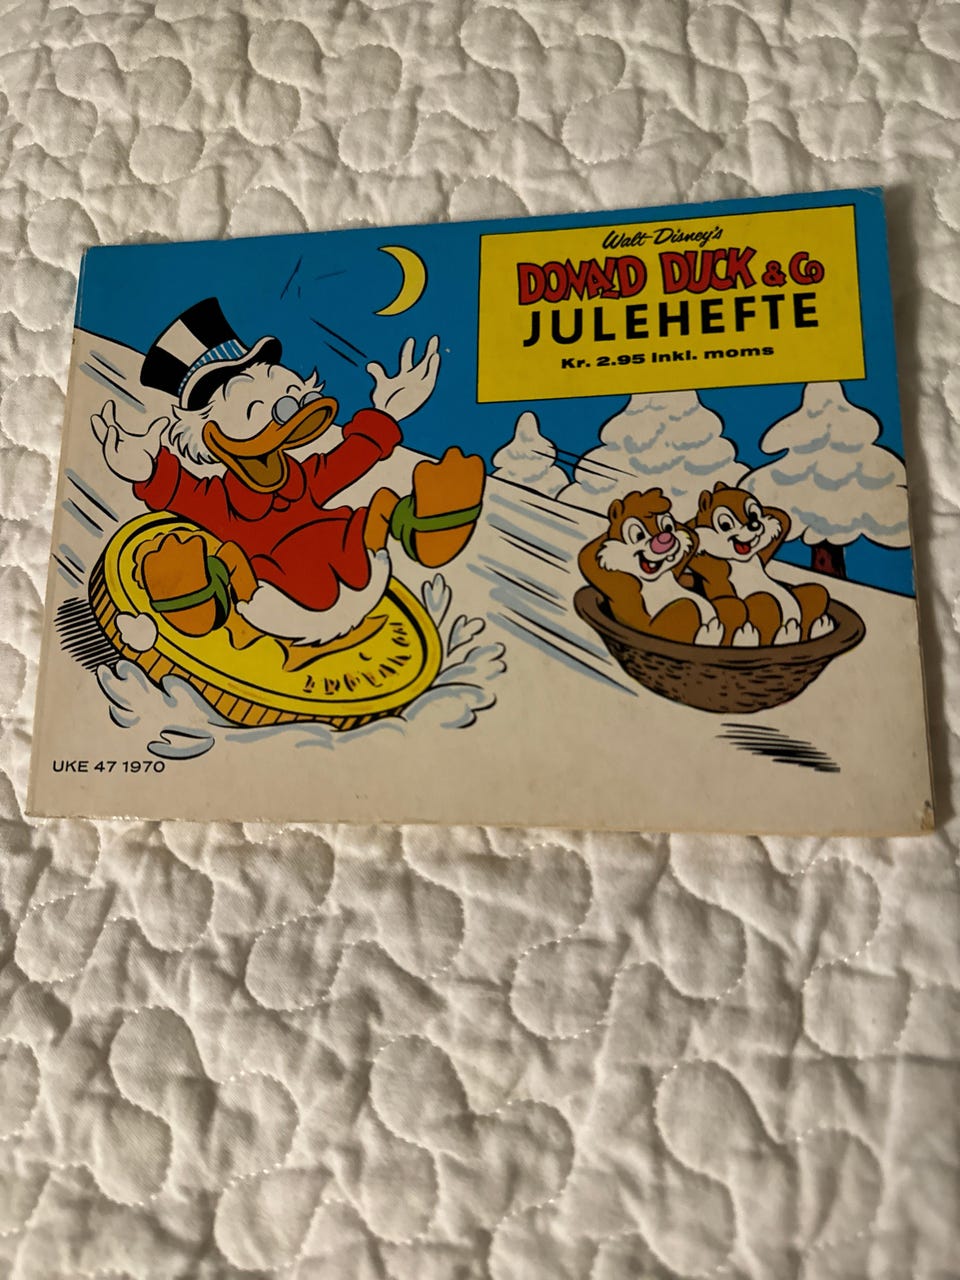 Walt Disney's
DONALD DUCK & Co
JULEHEFTE
Kr. 2.95 inkl. moms
UKE 47 1970